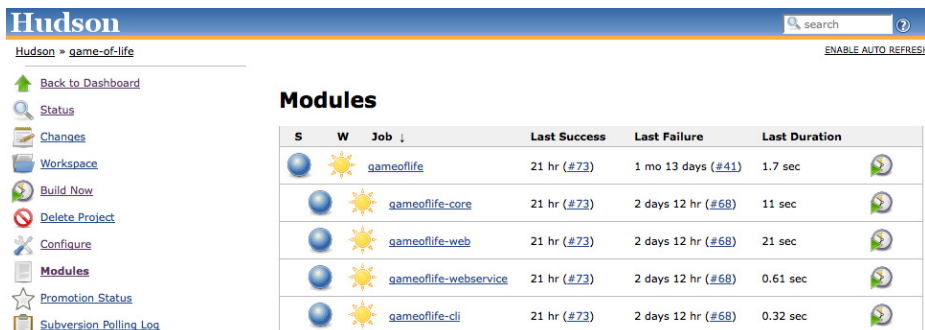 Hudson
search
Hudson » game-of-life
ENABLE AUTO REFRESH
Back to Dashboard
Status
Changes
Workspace
Build Now
Delete Project
Configure
Modules
Promotion Status
Subversion Polling Log
Modules
S W Job ↓ Last Success Last Failure Last Duration
gameoflife 21 hr (#73) 1 mo 13 days (#41) 1.7 sec
gameoflife-core 21 hr (#73) 2 days 12 hr (#68) 11 sec
gameoflife-web 21 hr (#73) 2 days 12 hr (#68) 21 sec
gameoflife-webservice 21 hr (#73) 2 days 12 hr (#68) 0.61 sec
gameoflife-cli 21 hr (#73) 2 days 12 hr (#68) 0.32 sec